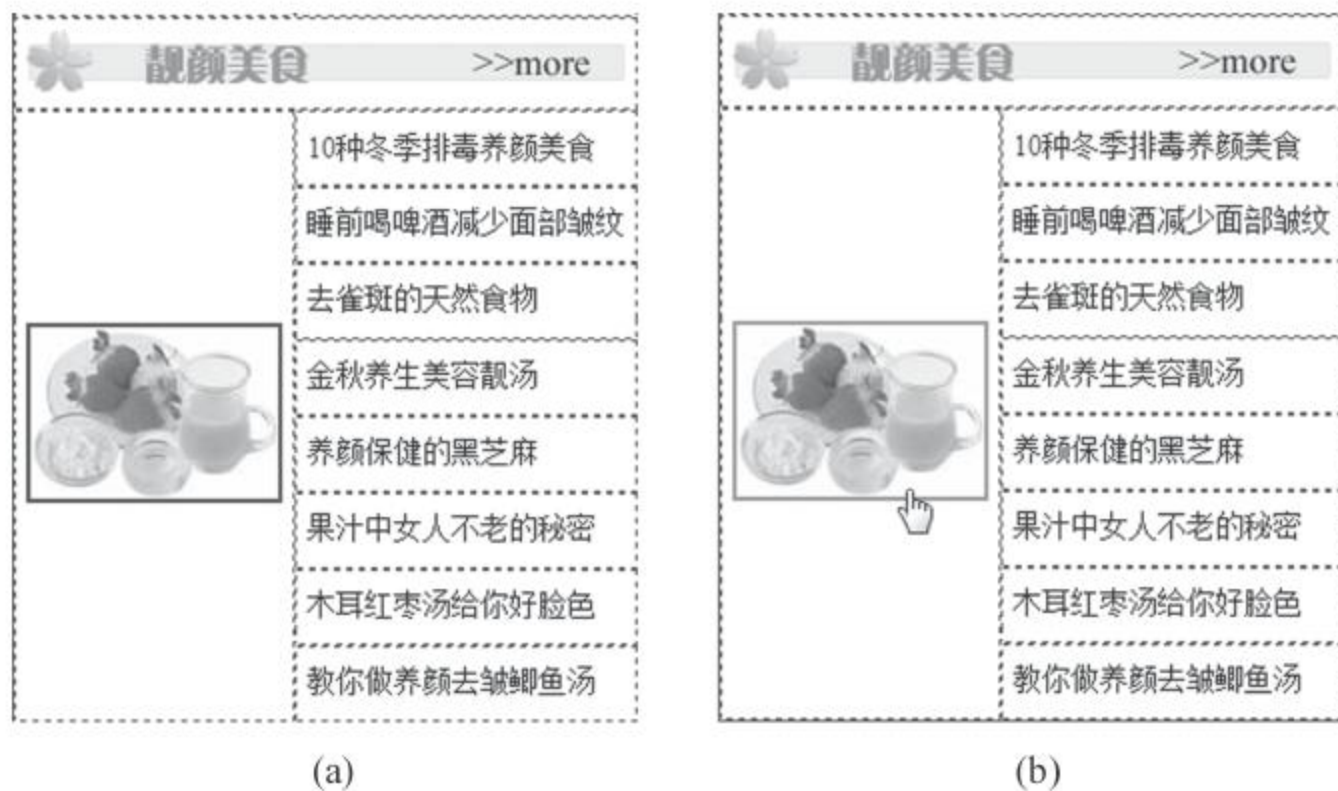 靓颜美食 >>more
10种冬季排毒养颜美食
睡前喝啤酒减少面部皱纹
去雀斑的天然食物
金秋养生美容靓汤
养颜保健的黑芝麻
果汁中女人不老的秘密
木耳红枣汤给你好脸色
教你做养颜去皱鲫鱼汤
(a)
靓颜美食 >>more
10种冬季排毒养颜美食
睡前喝啤酒减少面部皱纹
去雀斑的天然食物
金秋养生美容靓汤
养颜保健的黑芝麻
果汁中女人不老的秘密
木耳红枣汤给你好脸色
教你做养颜去皱鲫鱼汤
(b)